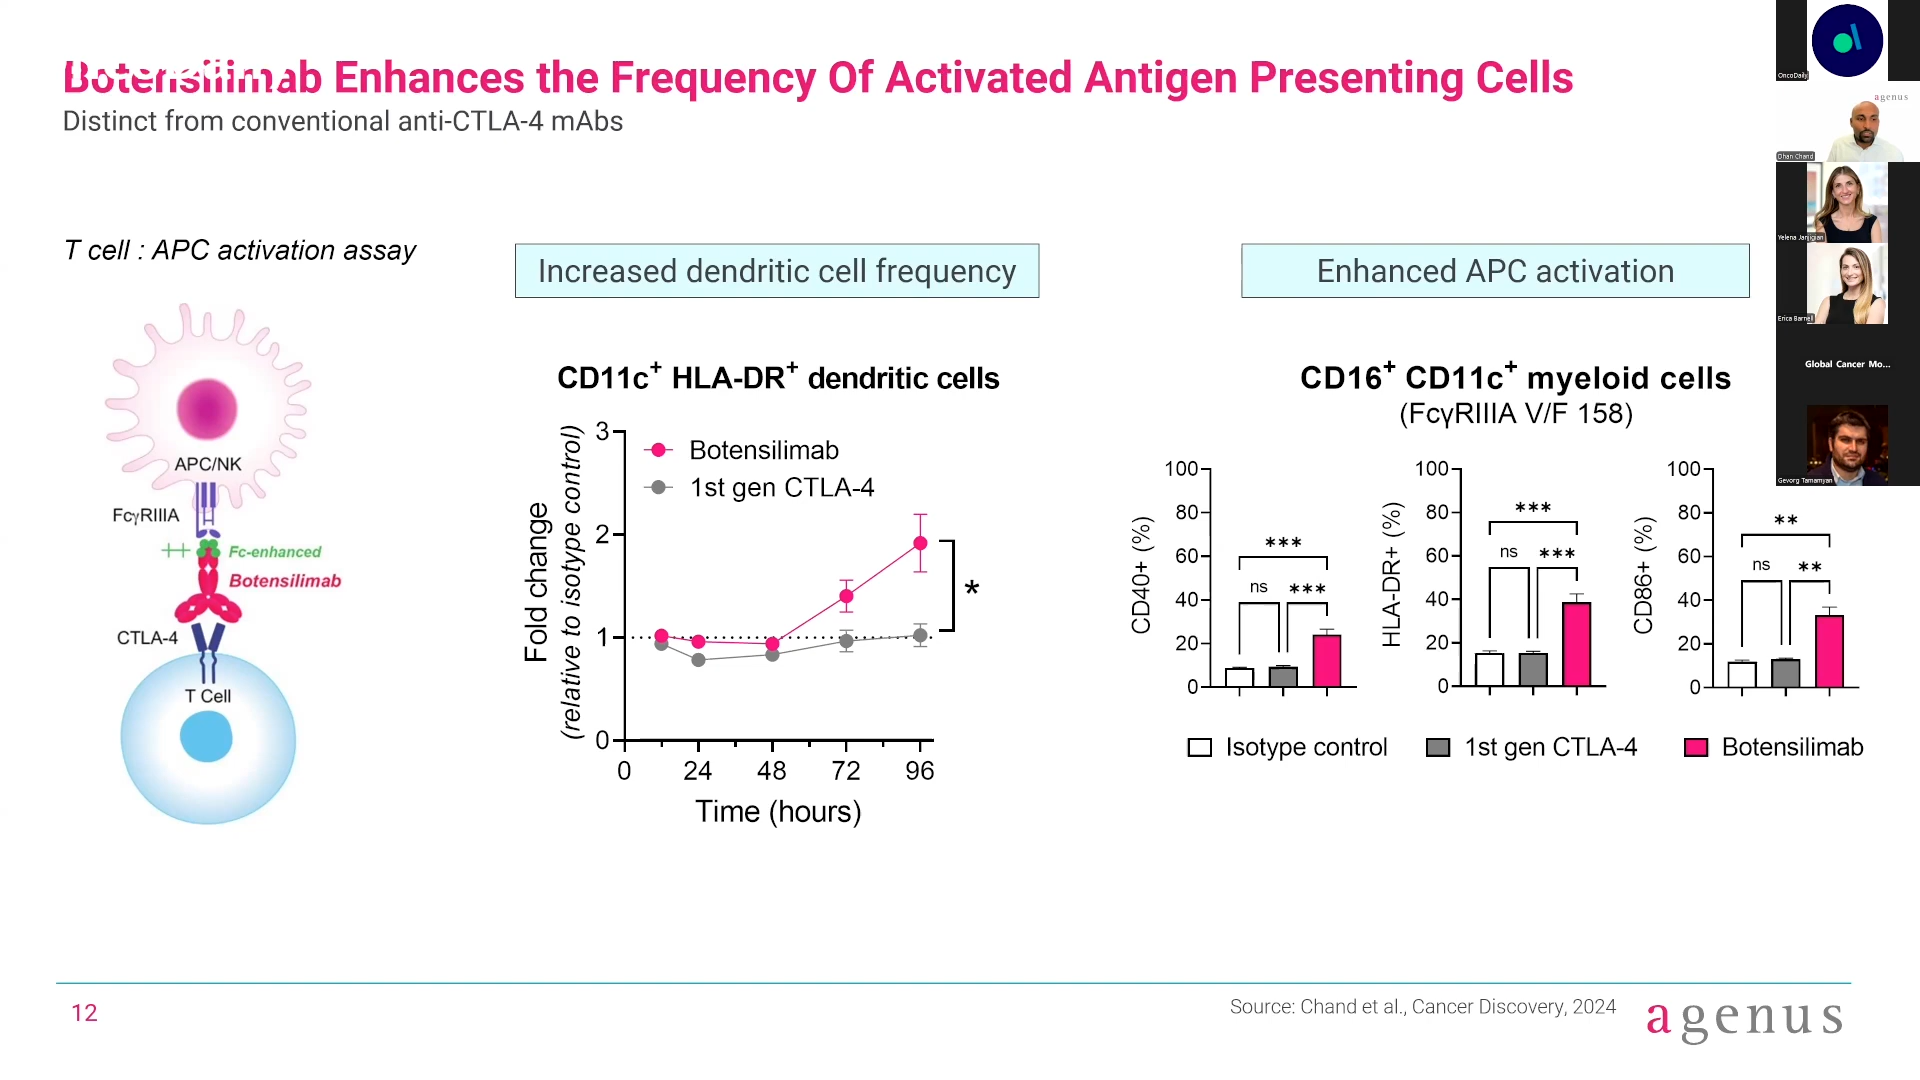 Botensilimab Enhances the Frequency Of Activated Antigen Presenting Cells
Distinct from conventional anti-CTLA-4 mAbs
T cell : APC activation assay
APC/NK
FcγRIIIA
Fc-enhanced
Botensilimab
CTLA-4
T Cell
Increased dendritic cell frequency
CD11c+ HLA-DR+ dendritic cells
Fold change
(relative to isotype control)
3
2
1
0
Botensilimab
1st gen CTLA-4
*
0 24 48 72 96
Time (hours)
Enhanced APC activation
CD16+ CD11c+ myeloid cells
(FcγRIIIA V/F 158)
CD40+ (%)
100
80
60
40
20
0
***
ns ***
HLA-DR+ (%)
100
80
60
40
20
0
***
ns ***
CD86+ (%)
100
80
60
40
20
0
**
ns **
Isotype control 1st gen CTLA-4 Botensilimab
12
Source: Chand et al., Cancer Discovery, 2024
agenus
OncoDaily
agenus
Dhan Chand
Yelena Janjigian
Erica Barnell
Global Cancer Mo...
Gevorg Tamamyan